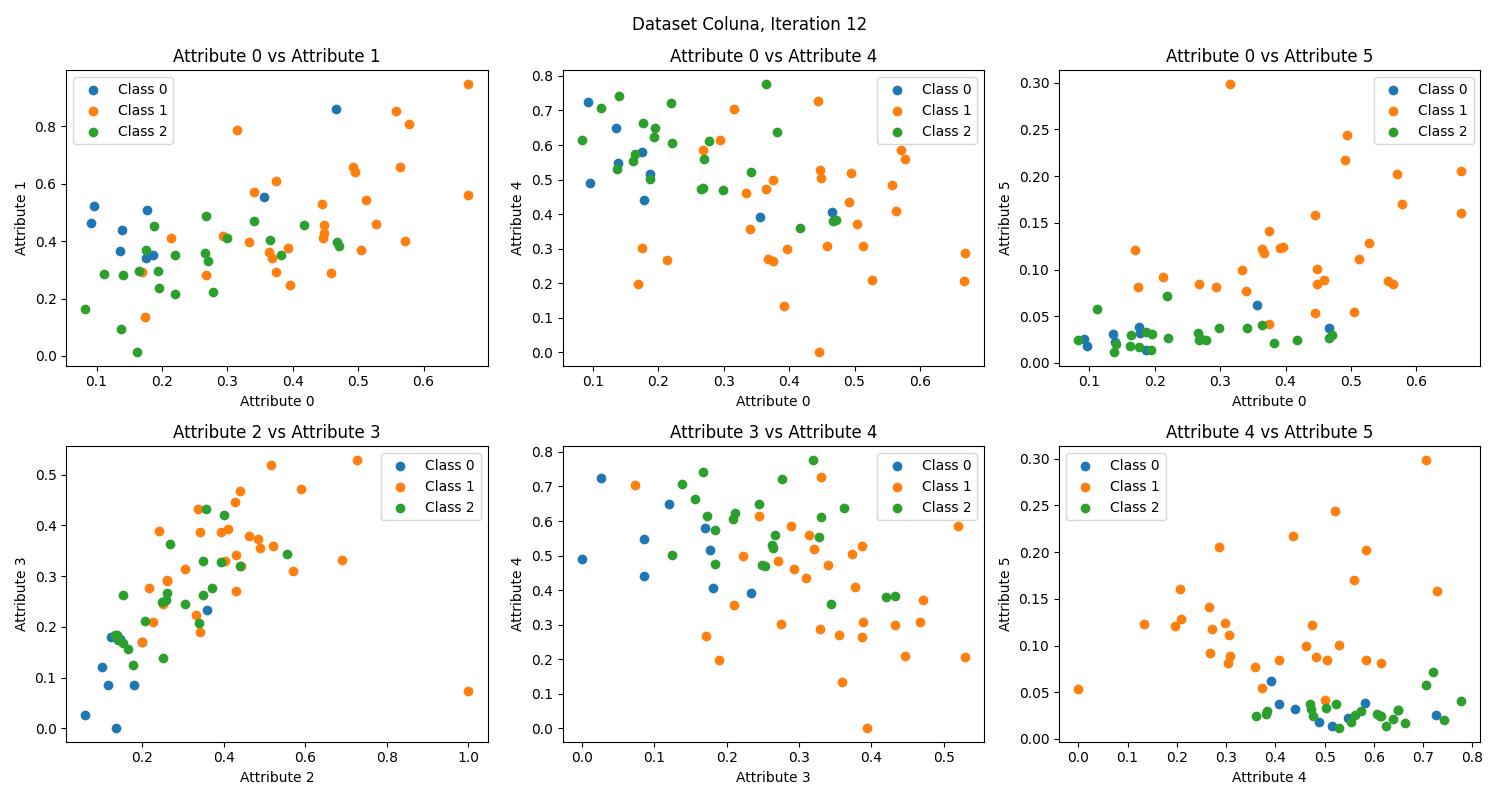 Dataset Coluna, Iteration 12
Attribute 0 vs Attribute 1
Class 0
Class 1
Class 2
0.8
0.6
0.4
0.2
0.0
Attribute 1
0.1 0.2 0.3 0.4 0.5 0.6
Attribute 0
Attribute 0 vs Attribute 4
Class 0
Class 1
Class 2
0.8
0.7
0.6
0.5
0.4
0.3
0.2
0.1
0.0
Attribute 4
0.1 0.2 0.3 0.4 0.5 0.6
Attribute 0
Attribute 0 vs Attribute 5
Class 0
Class 1
Class 2
0.30
0.25
0.20
0.15
0.10
0.05
0.00
Attribute 5
0.1 0.2 0.3 0.4 0.5 0.6
Attribute 0
Attribute 2 vs Attribute 3
Class 0
Class 1
Class 2
0.5
0.4
0.3
0.2
0.1
0.0
Attribute 3
0.2 0.4 0.6 0.8 1.0
Attribute 2
Attribute 3 vs Attribute 4
Class 0
Class 1
Class 2
0.8
0.7
0.6
0.5
0.4
0.3
0.2
0.1
0.0
Attribute 4
0.0 0.1 0.2 0.3 0.4 0.5
Attribute 3
Attribute 4 vs Attribute 5
Class 0
Class 1
Class 2
0.30
0.25
0.20
0.15
0.10
0.05
0.00
Attribute 5
0.0 0.1 0.2 0.3 0.4 0.5 0.6 0.7 0.8
Attribute 4